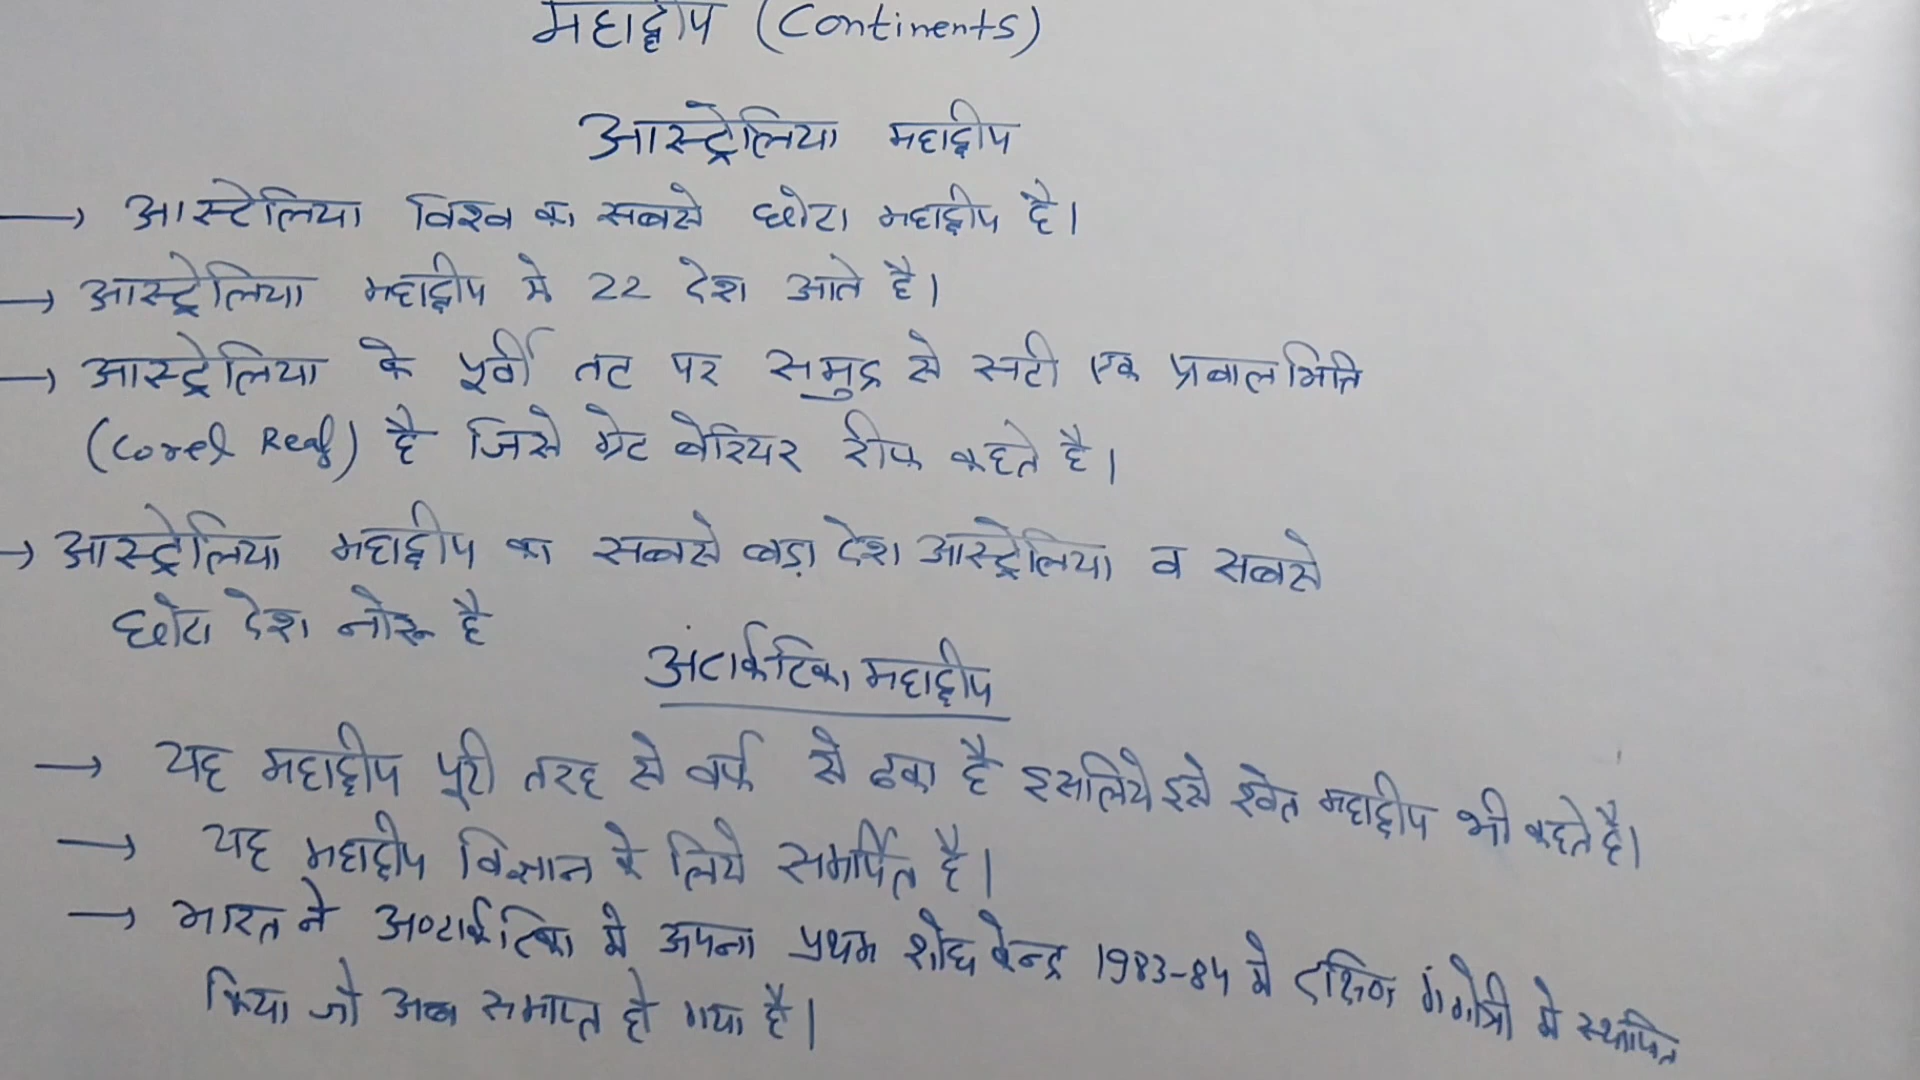 महाद्वीप (Continents)
आस्ट्रेलिया महाद्वीप
→ आस्टेलिया विश्व का सबसे छोटा महाद्वीप है।
→ आस्ट्रेलिया महाद्वीप मे 22 देश आते है।
→ आस्ट्रेलिया के पूर्वी तट पर समुद्र से सटी एक प्रवाल भित्ति
(Corel Reaf) है जिसे ग्रेट बेरियर रीफ कहते है।
→ आस्ट्रेलिया महाद्वीप का सबसे बड़ा देश आस्ट्रेलिया व सबसे
छोटा देश नोरू है
अंटार्कटिका महाद्वीप
→ यह महाद्वीप पूरी तरह से बर्फ से ढका है इसलिये इसे श्वेत महाद्वीप भी कहते है।
→ यह महाद्वीप विज्ञान के लिये समर्पित है।
→ भारत ने अण्टार्कटिका मे अपना प्रथम शोध केन्द्र 1983-84 मे दक्षिण गंगोत्री मे स्थापित
किया जो अब समाप्त हो गया है।